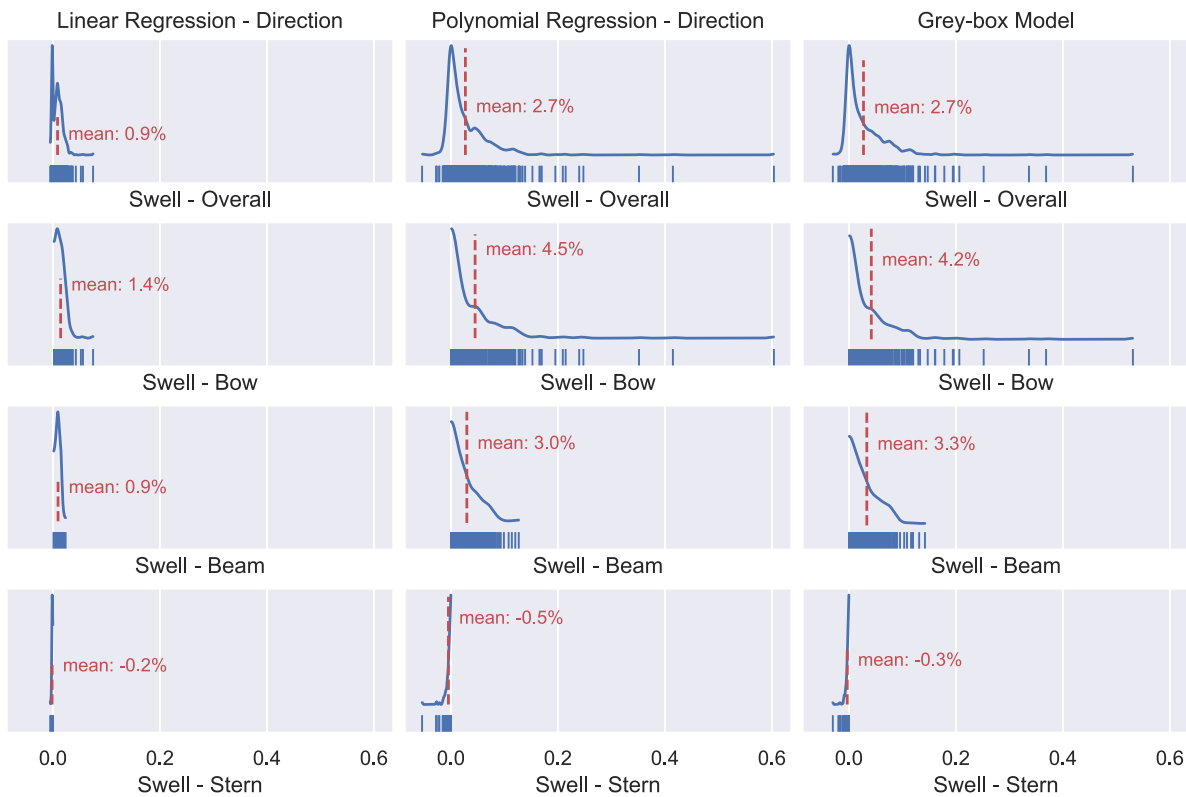 Linear Regression - Direction
Polynomial Regression - Direction
Grey-box Model
mean: 0.9%
mean: 2.7%
mean: 2.7%
Swell - Overall
Swell - Overall
Swell - Overall
mean: 1.4%
mean: 4.5%
mean: 4.2%
Swell - Bow
Swell - Bow
Swell - Bow
mean: 0.9%
mean: 3.0%
mean: 3.3%
Swell - Beam
Swell - Beam
Swell - Beam
mean: -0.2%
mean: -0.5%
mean: -0.3%
0.0 0.2 0.4 0.6
0.0 0.2 0.4 0.6
0.0 0.2 0.4 0.6
Swell - Stern
Swell - Stern
Swell - Stern